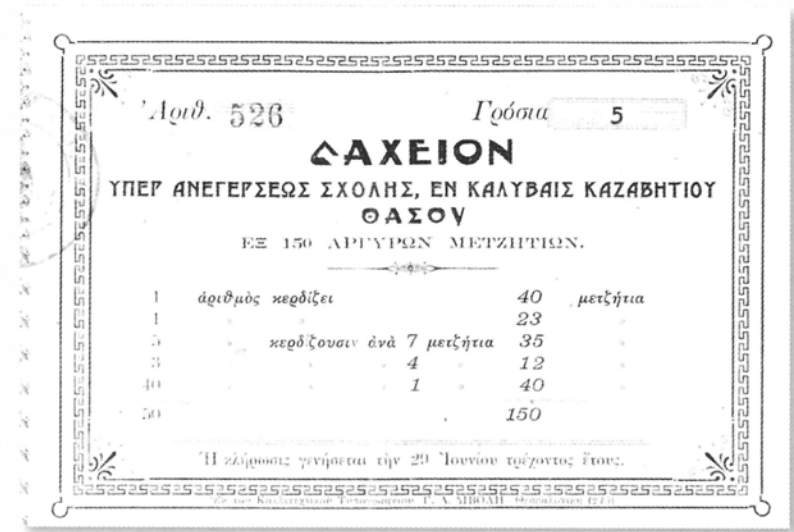 Ἀριθ. 526 Γρόσια 5
ΛΑΧΕΙΟΝ
ΥΠΕΡ ΑΝΕΓΕΡΣΕΩΣ ΣΧΟΛΗΣ, ΕΝ ΚΑΛΥΒΑΙΣ ΚΑΖΑΒΗΤΙΟΥ
ΘΑΣΟΥ
ΕΞ 150 ΑΡΓΥΡΩΝ ΜΕΤΖΗΤΙΩΝ.
1 ἀριθμὸς κερδίζει 40 μετζήτια
1 " " 23 "
5 " κερδίζουσιν ἀνὰ 7 μετζήτια 35 "
3 " " " 4 " 12 "
40 " " " 1 " 40 "
50 " 150
Ἡ κλήρωσις γενήσεται τὴν 29 Ἰουνίου τρέχοντος ἔτους.